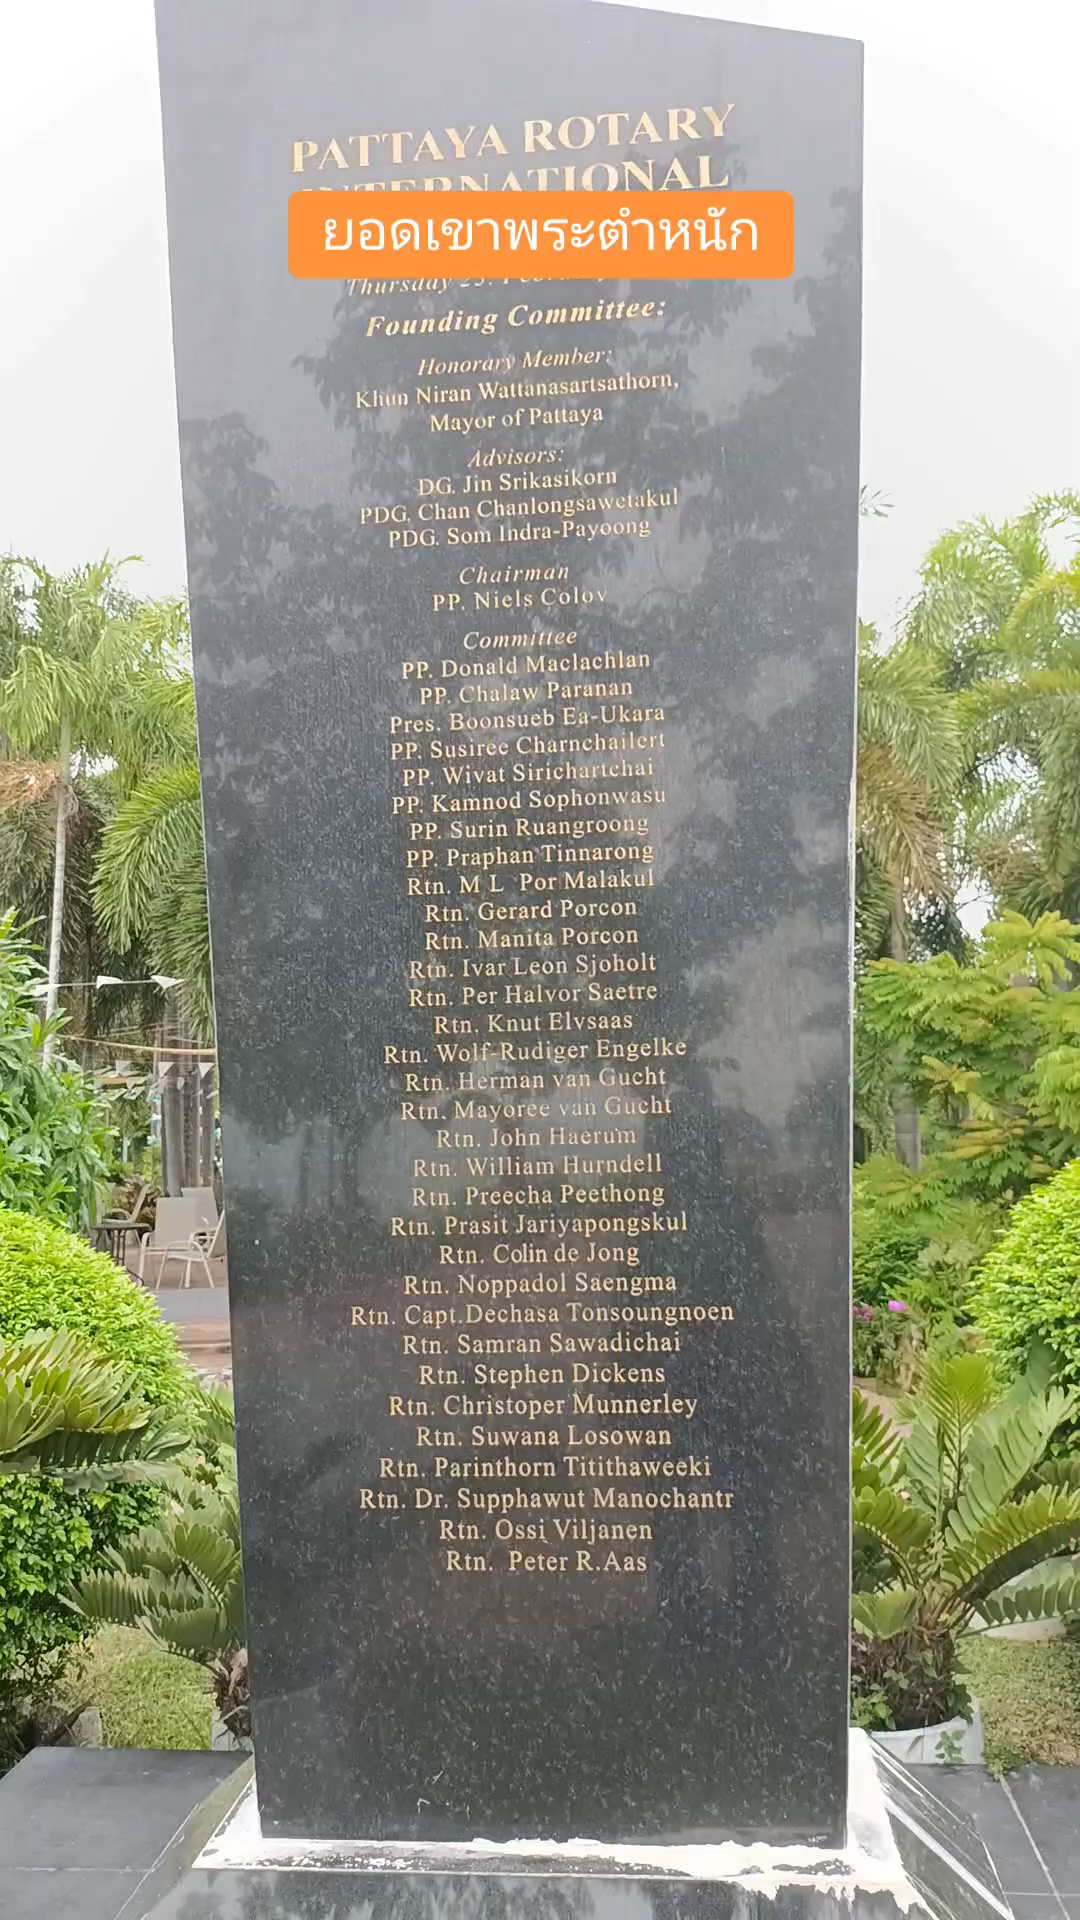 PATTAYA ROTARY
INTERNATIONAL
ยอดเขาพระตำหนัก
Thursday
Founding Committee:
Honorary Member:
Khun Niran Wattanasartsathorn,
Mayor of Pattaya
Advisors:
DG. Jin Srikasikorn
PDG. Chan Chanlongsawetakul
PDG. Som Indra-Payoong
Chairman
PP. Niels Colov
Committee
PP. Donald Maclachlan
PP. Chalaw Paranan
Pres. Boonsueb Ea-Ukara
PP. Susiree Charnchailert
PP. Wivat Sirichartchai
PP. Kamnod Sophonwasu
PP. Surin Ruangroong
PP. Praphan Tinnarong
Rtn. M L Por Malakul
Rtn. Gerard Porcon
Rtn. Manita Porcon
Rtn. Ivar Leon Sjoholt
Rtn. Per Halvor Saetre
Rtn. Knut Elvsaas
Rtn. Wolf-Rudiger Engelke
Rtn. Herman van Gucht
Rtn. Mayoree van Gucht
Rtn. John Haerum
Rtn. William Hurndell
Rtn. Preecha Peethong
Rtn. Prasit Jariyapongskul
Rtn. Colin de Jong
Rtn. Noppadol Saengma
Rtn. Capt.Dechasa Tonsoungnoen
Rtn. Samran Sawadichai
Rtn. Stephen Dickens
Rtn. Christoper Munnerley
Rtn. Suwana Losowan
Rtn. Parinthorn Titithaweeki
Rtn. Dr. Supphawut Manochantr
Rtn. Ossi Viljanen
Rtn. Peter R.Aas